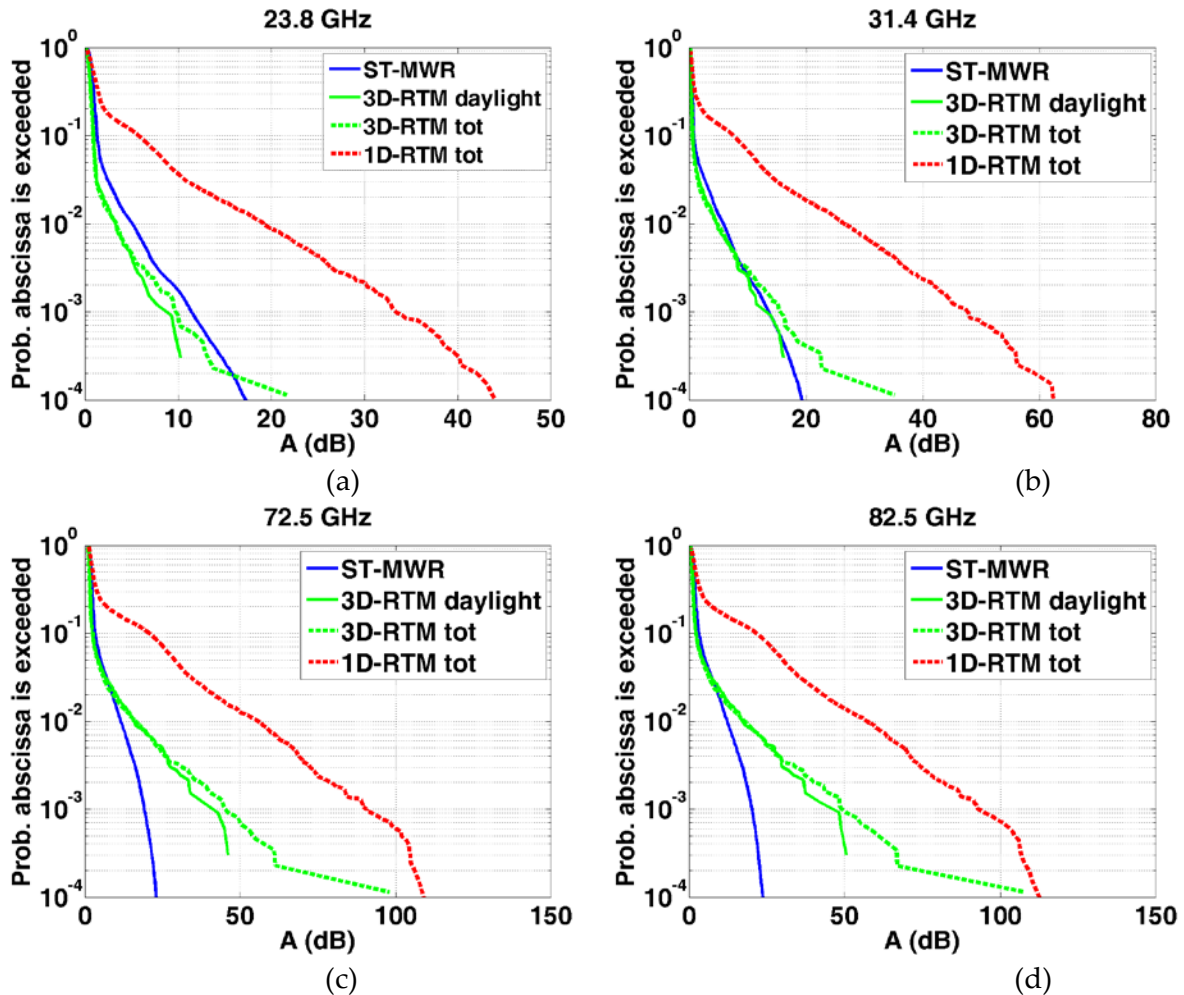 23.8 GHz
Prob. abscissa is exceeded
10^0
10^-1
10^-2
10^-3
10^-4
ST-MWR
3D-RTM daylight
3D-RTM tot
1D-RTM tot
0 10 20 30 40 50
A (dB)
(a)
31.4 GHz
Prob. abscissa is exceeded
10^0
10^-1
10^-2
10^-3
10^-4
ST-MWR
3D-RTM daylight
3D-RTM tot
1D-RTM tot
0 20 40 60 80
A (dB)
(b)
72.5 GHz
Prob. abscissa is exceeded
10^0
10^-1
10^-2
10^-3
10^-4
ST-MWR
3D-RTM daylight
3D-RTM tot
1D-RTM tot
0 50 100 150
A (dB)
(c)
82.5 GHz
Prob. abscissa is exceeded
10^0
10^-1
10^-2
10^-3
10^-4
ST-MWR
3D-RTM daylight
3D-RTM tot
1D-RTM tot
0 50 100 150
A (dB)
(d)